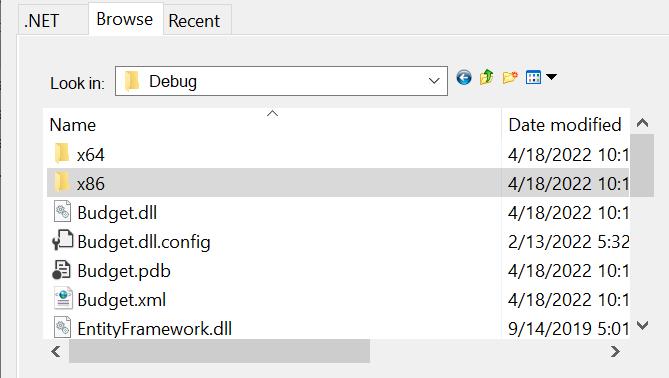 .NET Browse Recent
Look in: Debug
Name Date modified
x64 4/18/2022 10:1
x86 4/18/2022 10:1
Budget.dll 4/18/2022 10:1
Budget.dll.config 2/13/2022 5:32
Budget.pdb 4/18/2022 10:1
Budget.xml 4/18/2022 10:1
EntityFramework.dll 9/14/2019 5:01